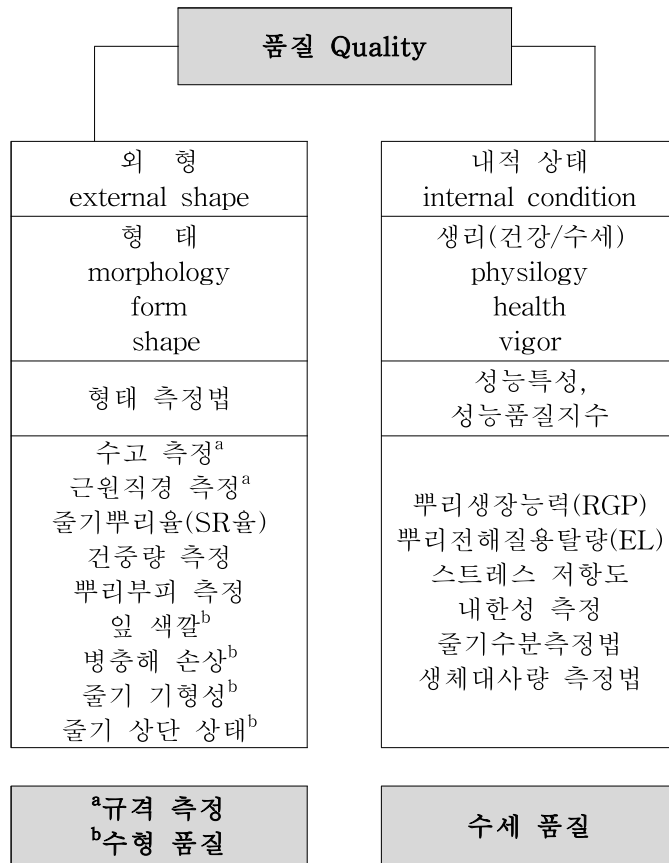 품질 Quality
외 형
external shape
형 태
morphology
form
shape
형태 측정법
수고 측정ᵃ
근원직경 측정ᵃ
줄기뿌리율(SR율)
건중량 측정
뿌리부피 측정
잎 색깔ᵇ
병충해 손상ᵇ
줄기 기형성ᵇ
줄기 상단 상태ᵇ
ᵃ규격 측정
ᵇ수형 품질
내적 상태
internal condition
생리(건강/수세)
physilogy
health
vigor
성능특성,
성능품질지수
뿌리생장능력(RGP)
뿌리전해질용탈량(EL)
스트레스 저항도
내한성 측정
줄기수분측정법
생체대사량 측정법
수세 품질